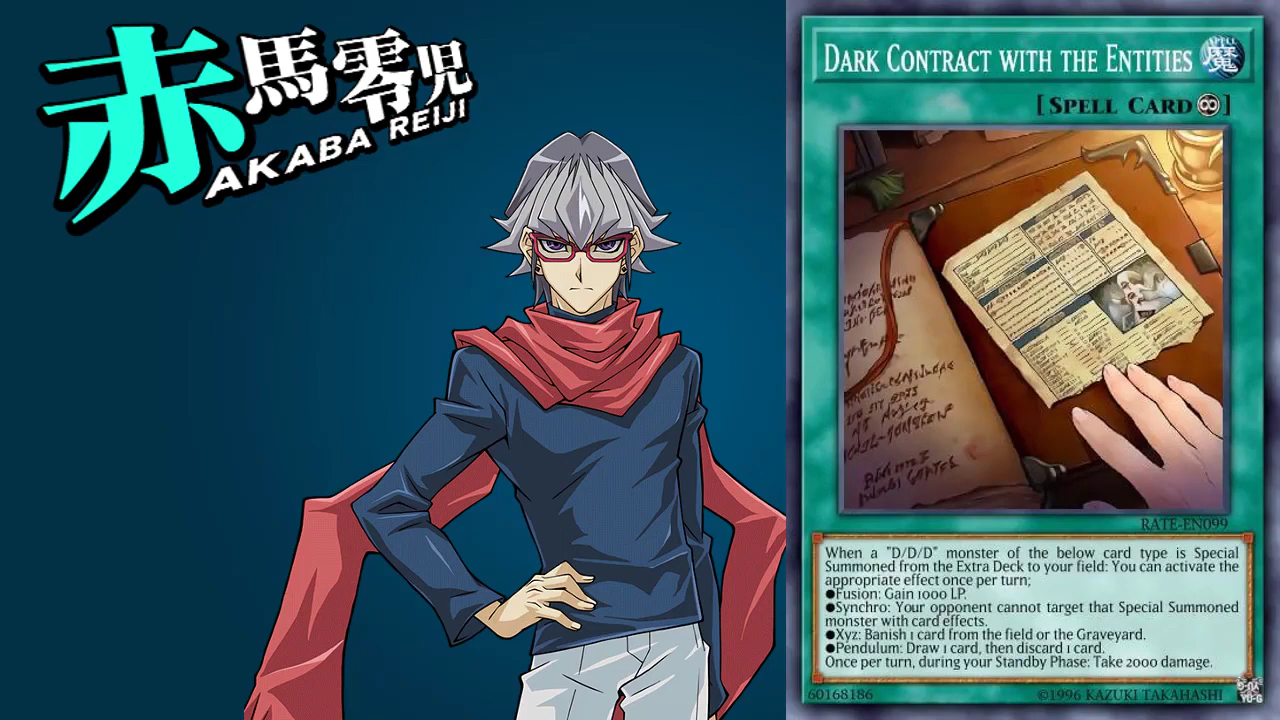 赤馬零児
AKABA REIJI
DARK CONTRACT WITH THE ENTITIES 魔
[SPELL CARD ]
RATE-EN099
When a "D/D/D" monster of the below card type is Special
Summoned from the Extra Deck to your field: You can activate the
appropriate effect once per turn;
●Fusion: Gain 1000 LP.
●Synchro: Your opponent cannot target that Special Summoned
monster with card effects.
●Xyz: Banish 1 card from the field or the Graveyard.
●Pendulum: Draw 1 card, then discard 1 card.
Once per turn, during your Standby Phase: Take 2000 damage.
60168186
©1996 KAZUKI TAKAHASHI